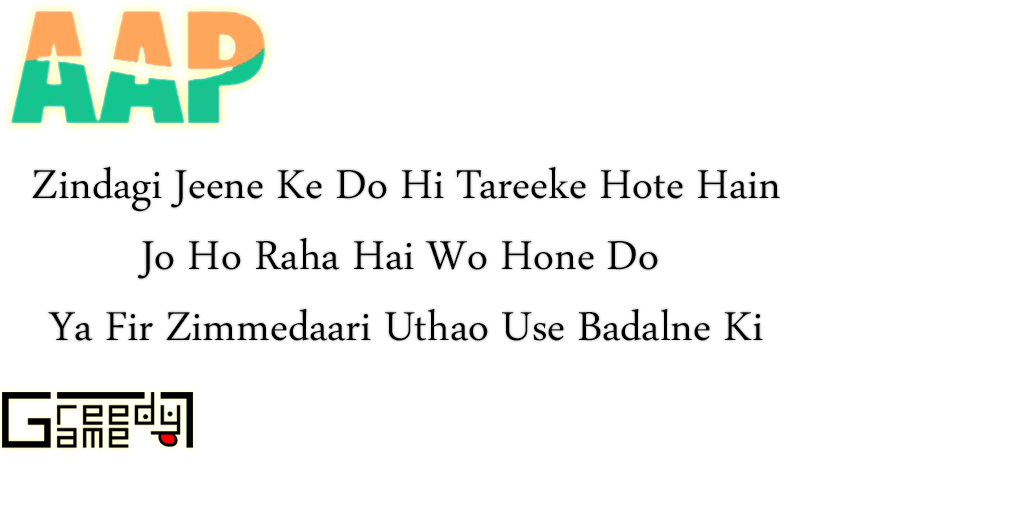 AAP
Zindagi Jeene Ke Do Hi Tareeke Hote Hain
Jo Ho Raha Hai Wo Hone Do
Ya Fir Zimmedaari Uthao Use Badalne Ki
Greedy
Game